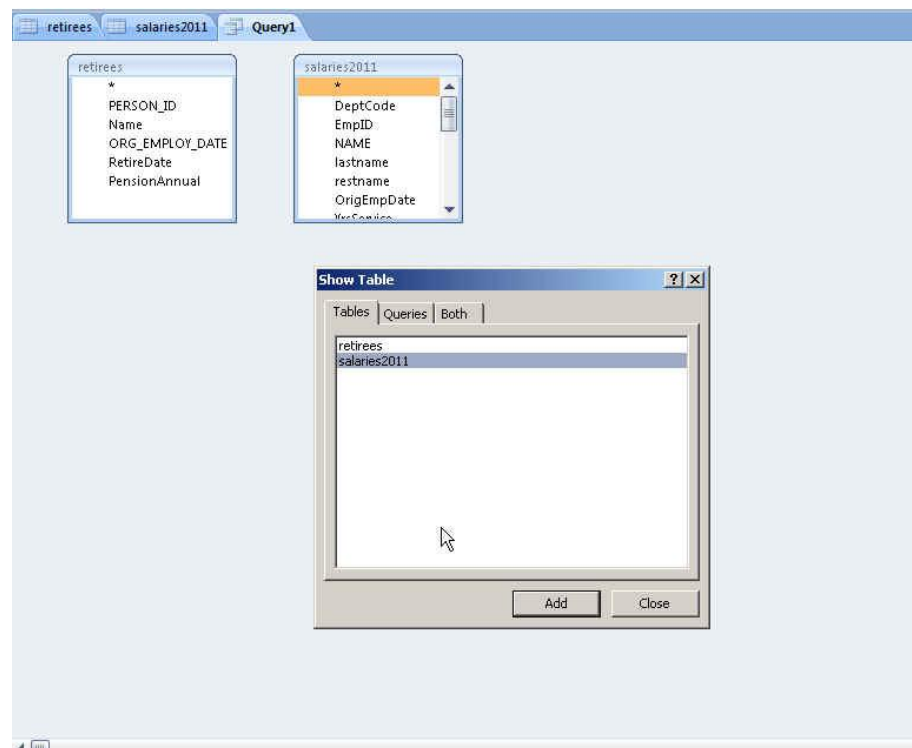 retirees salaries2011 Query1
retirees
*
PERSON_ID
Name
ORG_EMPLOY_DATE
RetireDate
PensionAnnual
salaries2011
*
DeptCode
EmpID
NAME
lastname
restname
OrigEmpDate
YrsService
Show Table
Tables Queries Both
retirees
salaries2011
Add Close